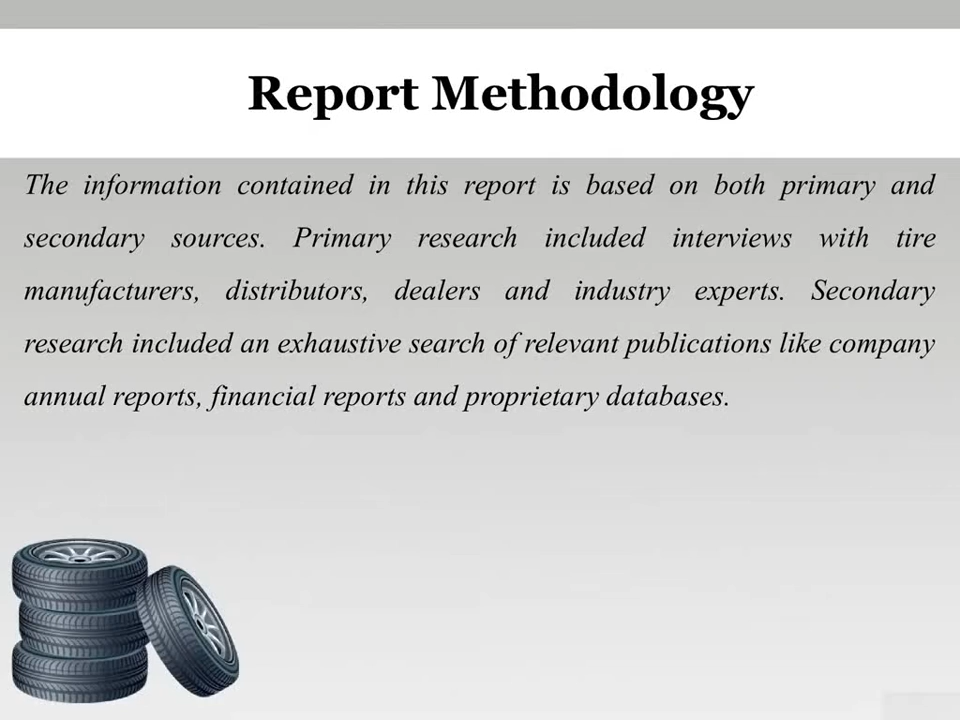 Report Methodology
The information contained in this report is based on both primary and
secondary sources. Primary research included interviews with tire
manufacturers, distributors, dealers and industry experts. Secondary
research included an exhaustive search of relevant publications like company
annual reports, financial reports and proprietary databases.